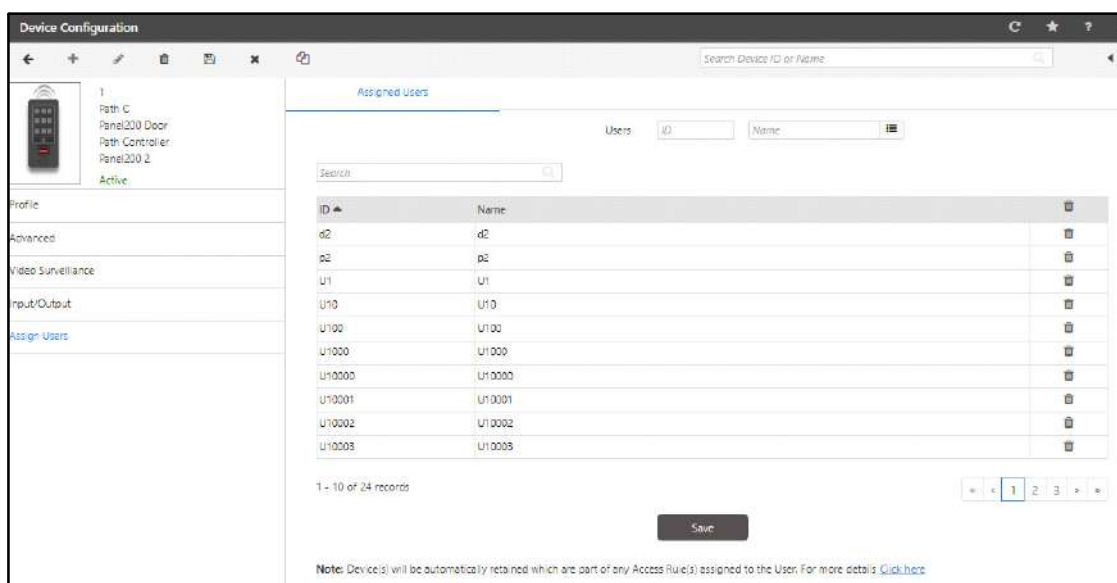 Device Configuration
?
Search Device ID or Name
1
Path C
Panel200 Door
Path Controller
Panel200 2
Active
Profile
Advanced
Video Surveillance
Input/Output
Assign Users
Assigned Users
Users ID Name
Search
ID Name
d2 d2
p2 p2
U1 U1
U10 U10
U100 U100
U1000 U1000
U10000 U10000
U10001 U10001
U10002 U10002
U10003 U10003
1 - 10 of 24 records
« ‹ 1 2 3 › »
Save
Note: Device(s) will be automatically retained which are part of any Access Rule(s) assigned to the User. For more details Click here